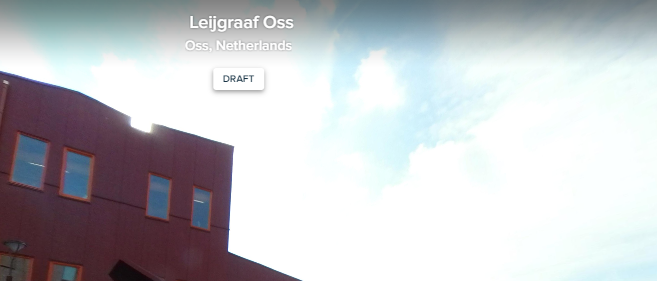 Leijgraaf Oss
Oss, Netherlands
DRAFT